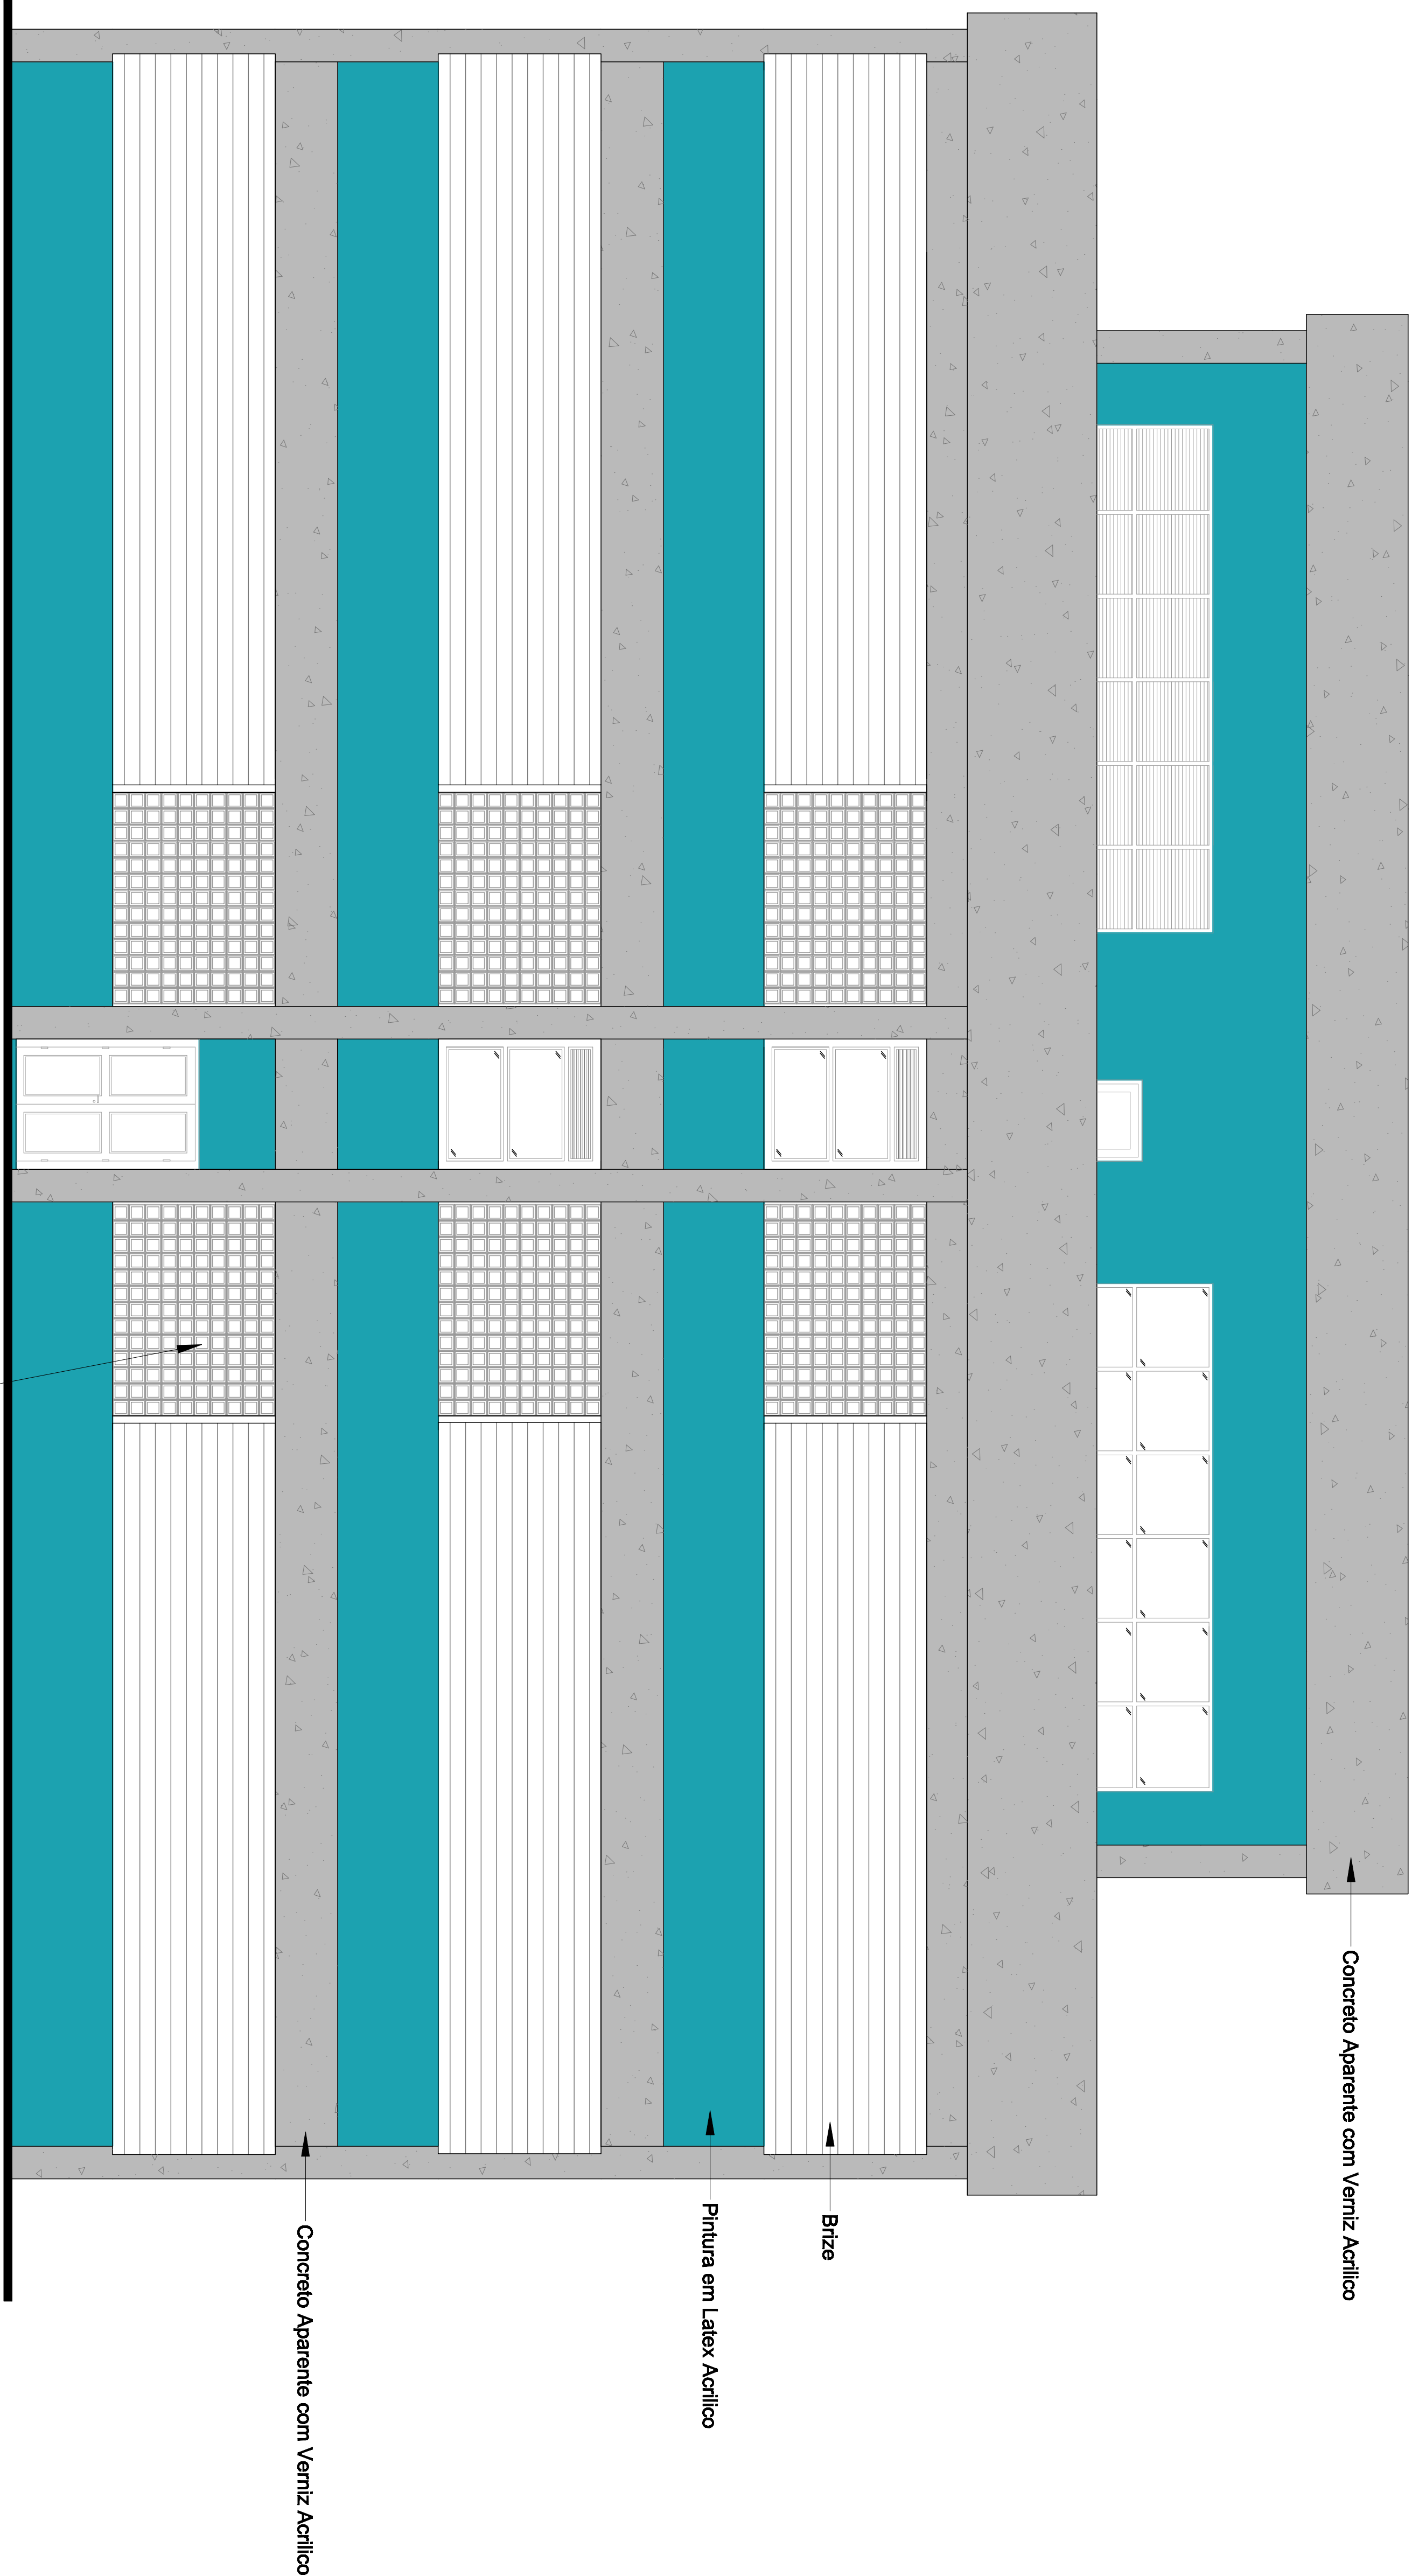 Concreto Aparente com Verniz Acrilico
Brize
Pintura em Latex Acrilico
Concreto Aparente com Verniz Acrilico